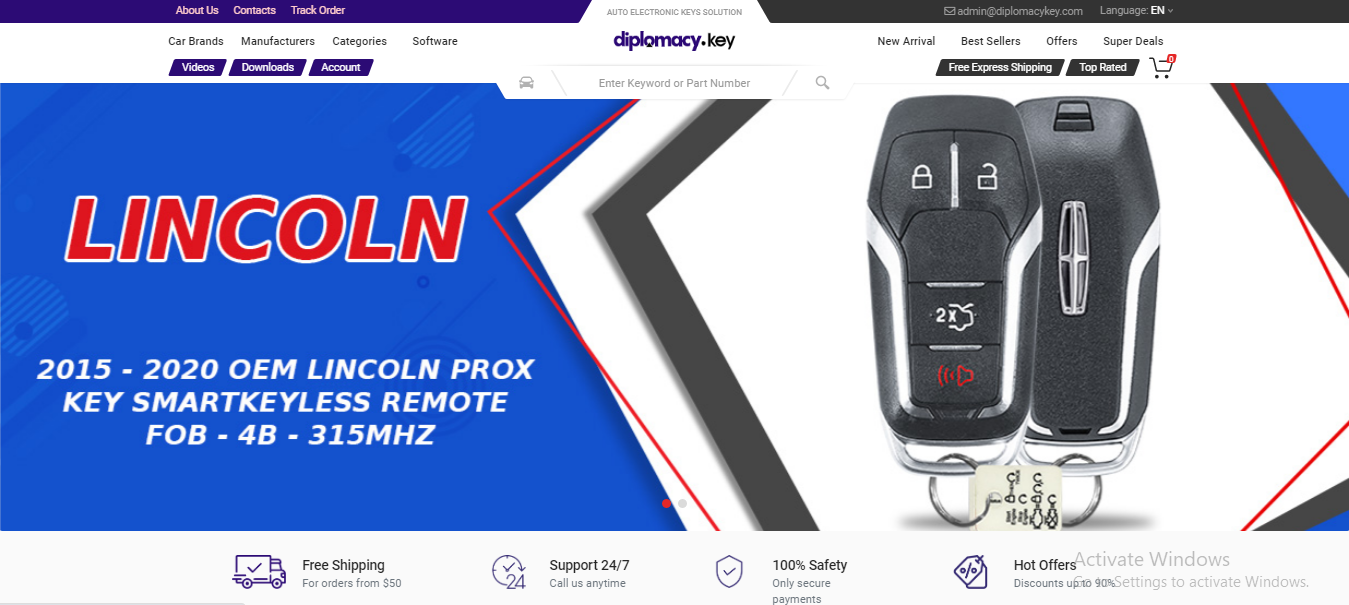 About Us Contacts Track Order
AUTO ELECTRONIC KEYS SOLUTION
admin@diplomacykey.com Language: EN
Car Brands Manufacturers Categories Software
diplomacy.key
New Arrival Best Sellers Offers Super Deals
Videos Downloads Account
Free Express Shipping Top Rated
0
Enter Keyword or Part Number
LINCOLN
2015 - 2020 OEM LINCOLN PROX
KEY SMARTKEYLESS REMOTE
FOB - 4B - 315MHZ
2X
Free Shipping
For orders from $50
24
Support 24/7
Call us anytime
100% Safety
Only secure
payments
Hot Offers
Discounts up to 90%
Activate Windows
Go to Settings to activate Windows.